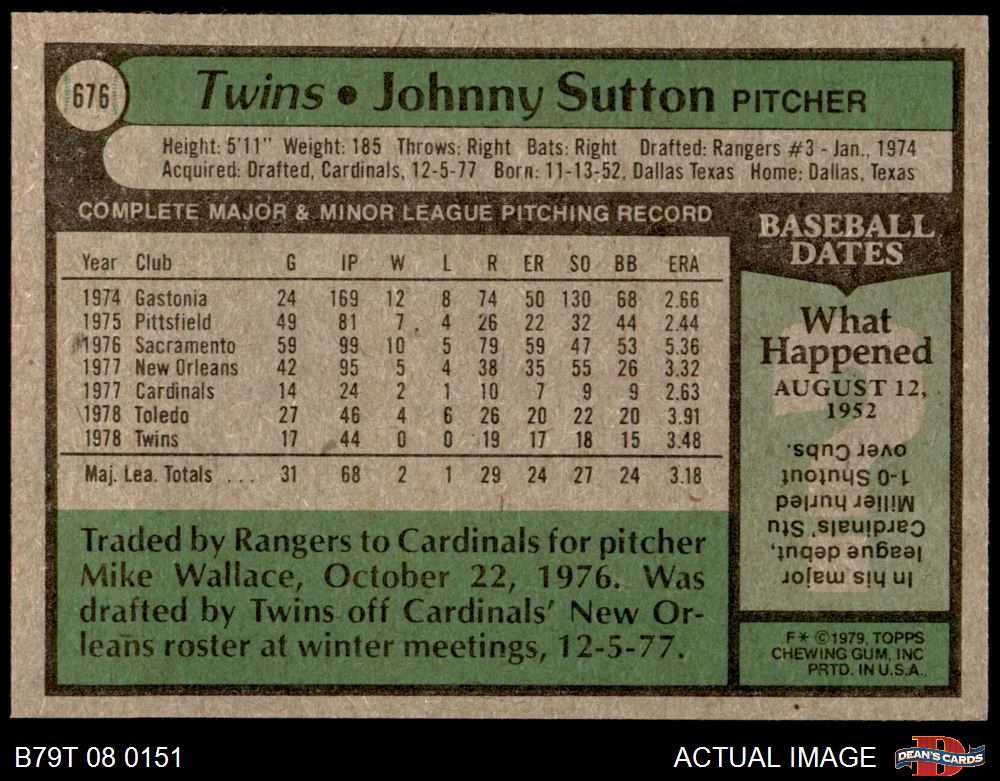 676
Twins • Johnny Sutton PITCHER
Height: 5'11" Weight: 185 Throws: Right Bats: Right Drafted: Rangers #3 - Jan., 1974
Acquired: Drafted, Cardinals, 12-5-77 Born: 11-13-52, Dallas Texas Home: Dallas, Texas
COMPLETE MAJOR & MINOR LEAGUE PITCHING RECORD
Year Club G IP W L R ER SO BB ERA
1974 Gastonia 24 169 12 8 74 50 130 68 2.66
1975 Pittsfield 49 81 7 4 26 22 32 44 2.44
1976 Sacramento 59 99 10 5 79 59 47 53 5.36
1977 New Orleans 42 95 5 4 38 35 55 26 3.32
1977 Cardinals 14 24 2 1 10 7 9 9 2.63
1978 Toledo 27 46 4 6 26 20 22 20 3.91
1978 Twins 17 44 0 0 19 17 18 15 3.48
Maj. Lea. Totals ... 31 68 2 1 29 24 27 24 3.18
Traded by Rangers to Cardinals for pitcher
Mike Wallace, October 22, 1976. Was
drafted by Twins off Cardinals' New Or-
leans roster at winter meetings, 12-5-77.
BASEBALL
DATES
What
Happened
AUGUST 12,
1952
In his major
league debut,
Cardinals' Stu
Miller hurled
1-0 Shutout
over Cubs.
F* ©1979, TOPPS
CHEWING GUM, INC
PRTD. IN U.S.A.
B79T 08 0151
ACTUAL IMAGE
D
DEAN'S CARDS